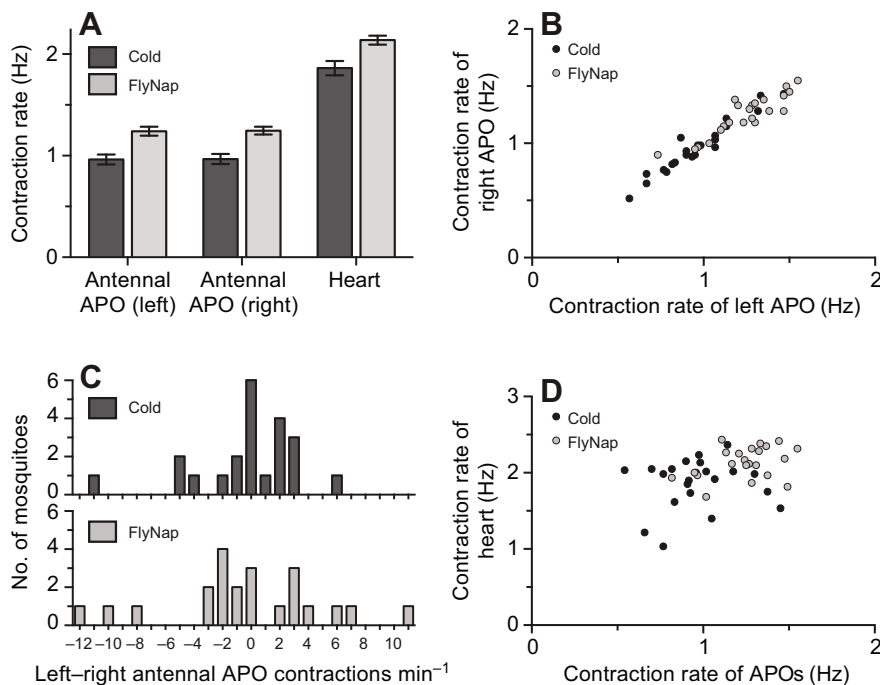 A
Contraction rate (Hz)
2
1
0
Cold
FlyNap
Antennal
APO (left)
Antennal
APO (right)
Heart
B
Contraction rate of
right APO (Hz)
2
1
0
Cold
FlyNap
0
1
2
Contraction rate of left APO (Hz)
C
No. of mosquitoes
6
4
2
0
Cold
6
4
2
0
FlyNap
–12 –10 –8 –6 –4 –2 0 2 4 6 8 10
Left–right antennal APO contractions min–1
D
Contraction rate of
heart (Hz)
3
2
1
0
Cold
FlyNap
0
1
2
Contraction rate of APOs (Hz)